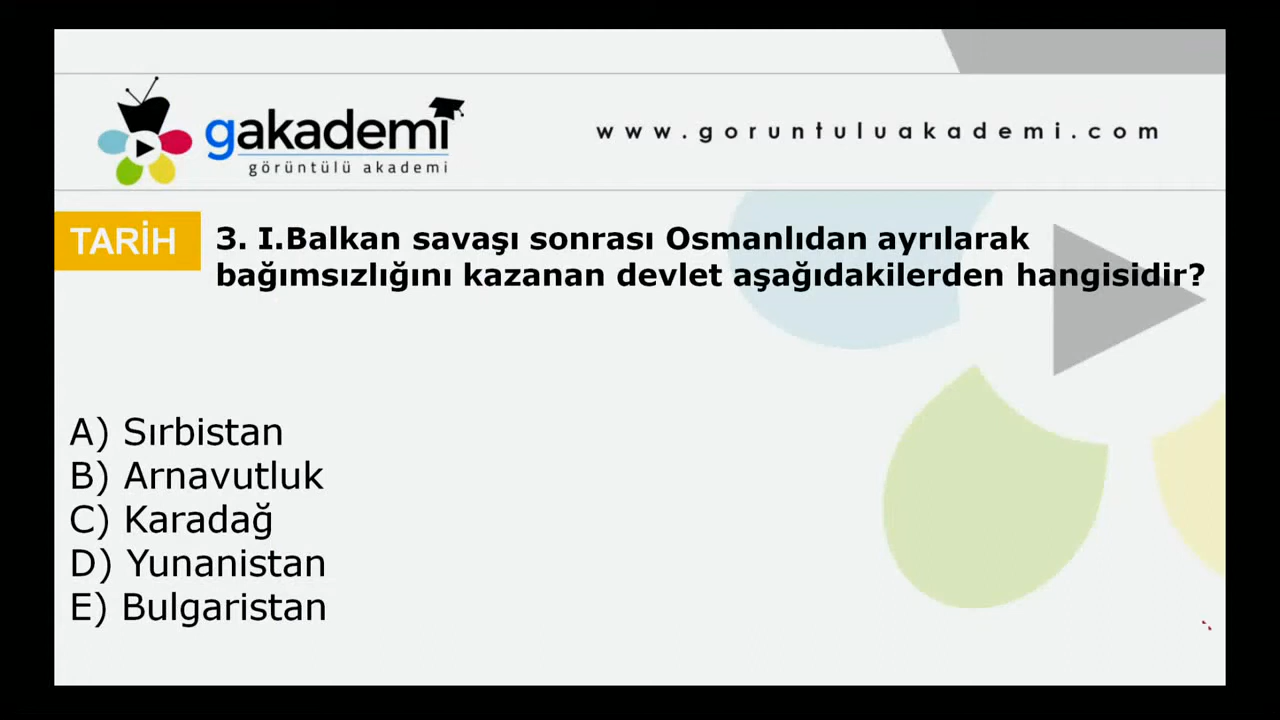 gakademi
görüntülü akademi
www.goruntuluakademi.com
TARİH
3. I.Balkan savaşı sonrası Osmanlıdan ayrılarak
bağımsızlığını kazanan devlet aşağıdakilerden hangisidir?
A) Sırbistan
B) Arnavutluk
C) Karadağ
D) Yunanistan
E) Bulgaristan